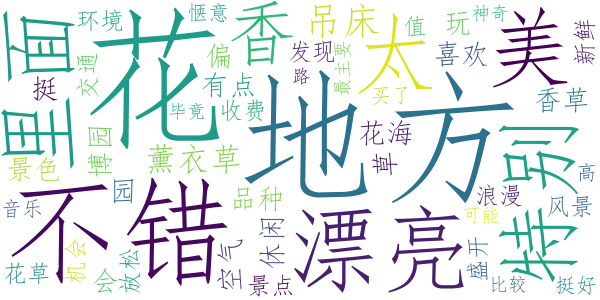 环境
惬意
香
吊床
值
玩
神奇
美
新鲜
里面
花
偏
发现
太
喜欢
挺
交通
有点
路
最主要
毕竟
收费
买了
香草
地方
花海
草
博
园
薰衣草
景色
特别
不错
园
品种
浪漫
高
音乐
漂亮
可能
风景
机会
会
放松
空气
休闲
盛开
花草
景点
比较
挺好